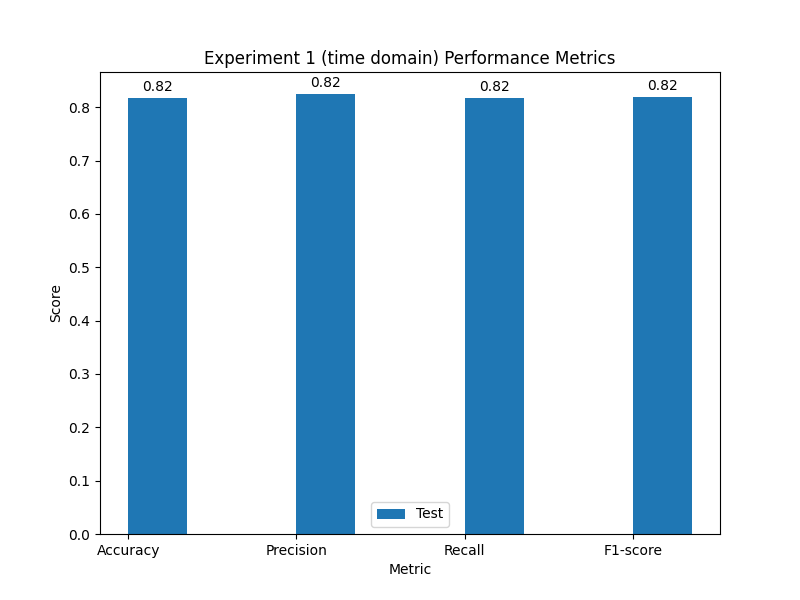 Experiment 1 (time domain) Performance Metrics
0.82 0.82 0.82 0.82
0.8
0.7
0.6
0.5
0.4
0.3
0.2
0.1
0.0
Score
Test
Accuracy Precision Recall F1-score
Metric